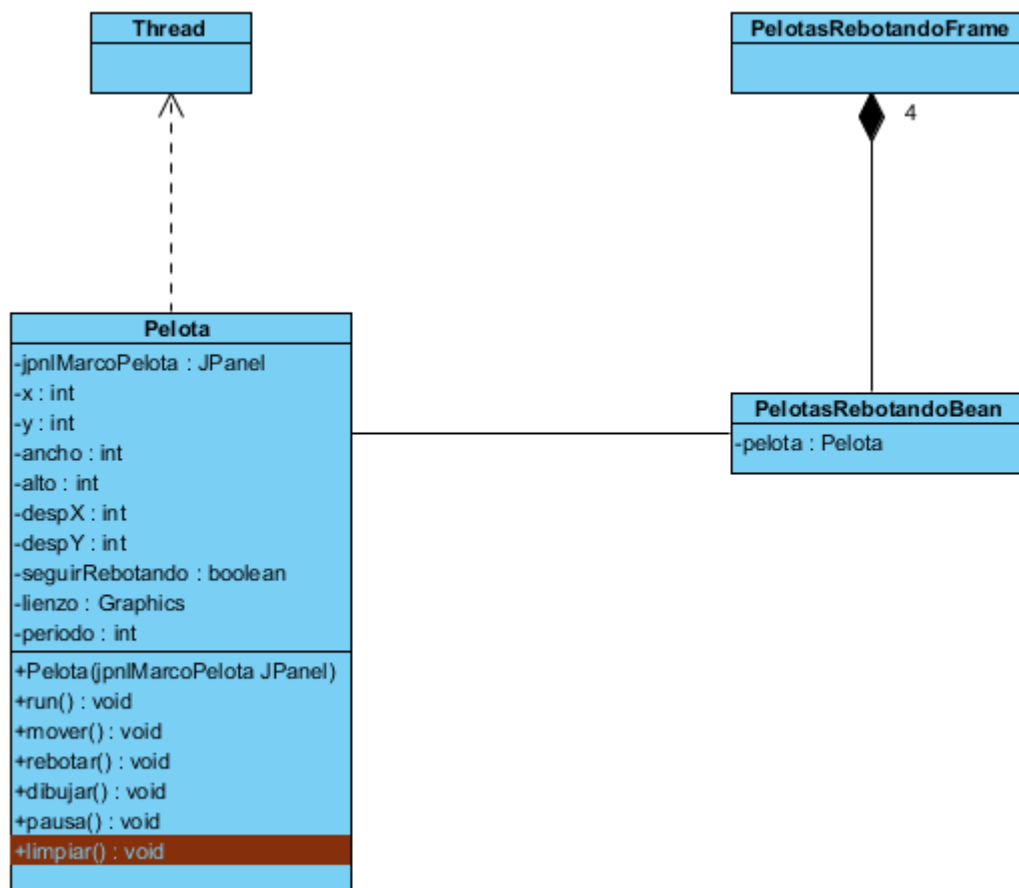 Thread
PelotasRebotandoFrame
4
Pelota
-jpnlMarcoPelota : JPanel
-x : int
-y : int
-ancho : int
-alto : int
-despX : int
-despY : int
-seguirRebotando : boolean
-lienzo : Graphics
-periodo : int
+Pelota(jpnlMarcoPelota JPanel)
+run() : void
+mover() : void
+rebotar() : void
+dibujar() : void
+pausa() : void
+limpiar() : void
PelotasRebotandoBean
-pelota : Pelota